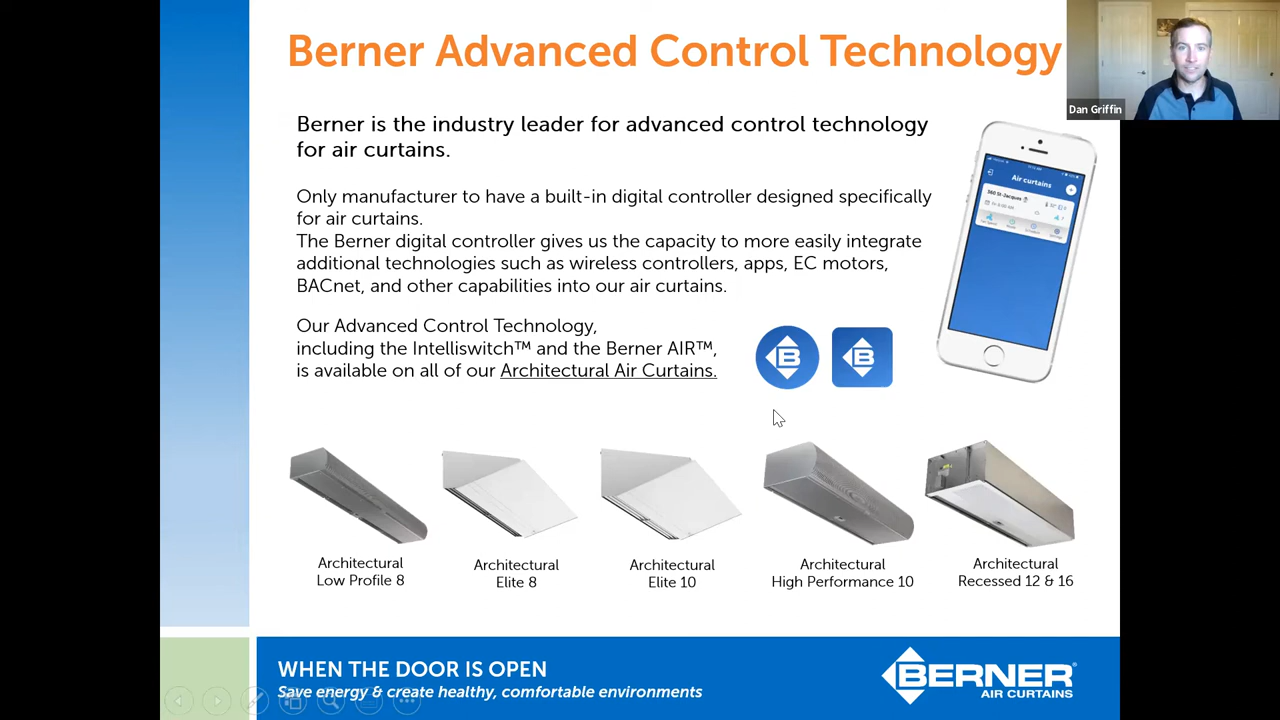 Berner Advanced Control Technology
Dan Griffin
Berner is the industry leader for advanced control technology
for air curtains.
Only manufacturer to have a built-in digital controller designed specifically
for air curtains.
The Berner digital controller gives us the capacity to more easily integrate
additional technologies such as wireless controllers, apps, EC motors,
BACnet, and other capabilities into our air curtains.
Our Advanced Control Technology,
including the Intelliswitch™ and the Berner AIR™,
is available on all of our Architectural Air Curtains.
Air curtains
360 St-Jacques
B
B
Architectural
Low Profile 8
Architectural
Elite 8
Architectural
Elite 10
Architectural
High Performance 10
Architectural
Recessed 12 & 16
WHEN THE DOOR IS OPEN
Save energy & create healthy, comfortable environments
BERNER®
AIR CURTAINS